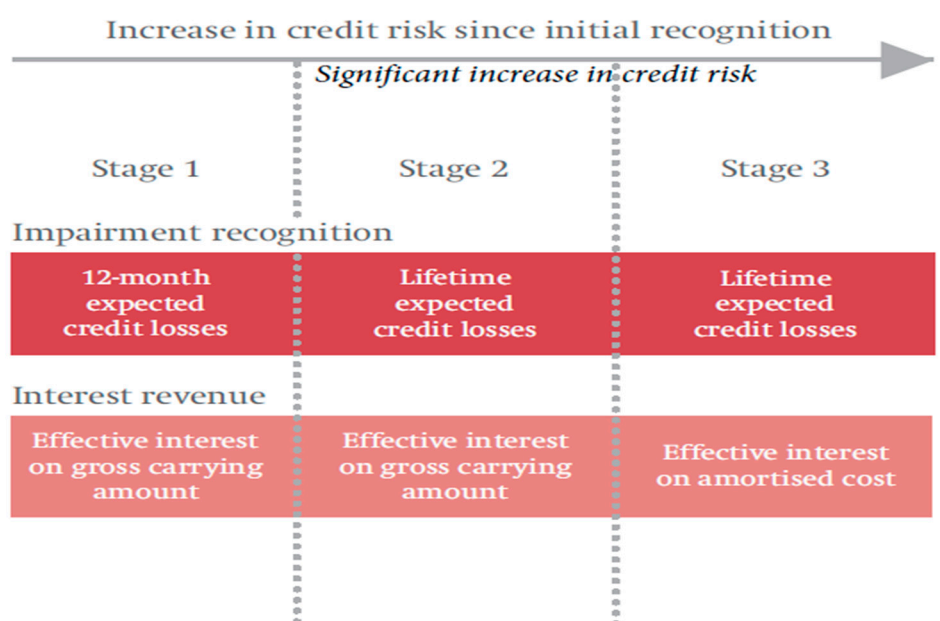 Increase in credit risk since initial recognition
Significant increase in credit risk
Stage 1
Stage 2
Stage 3
Impairment recognition
12-month
expected
credit losses
Lifetime
expected
credit losses
Lifetime
expected
credit losses
Interest revenue
Effective interest
on gross carrying
amount
Effective interest
on gross carrying
amount
Effective interest
on amortised cost